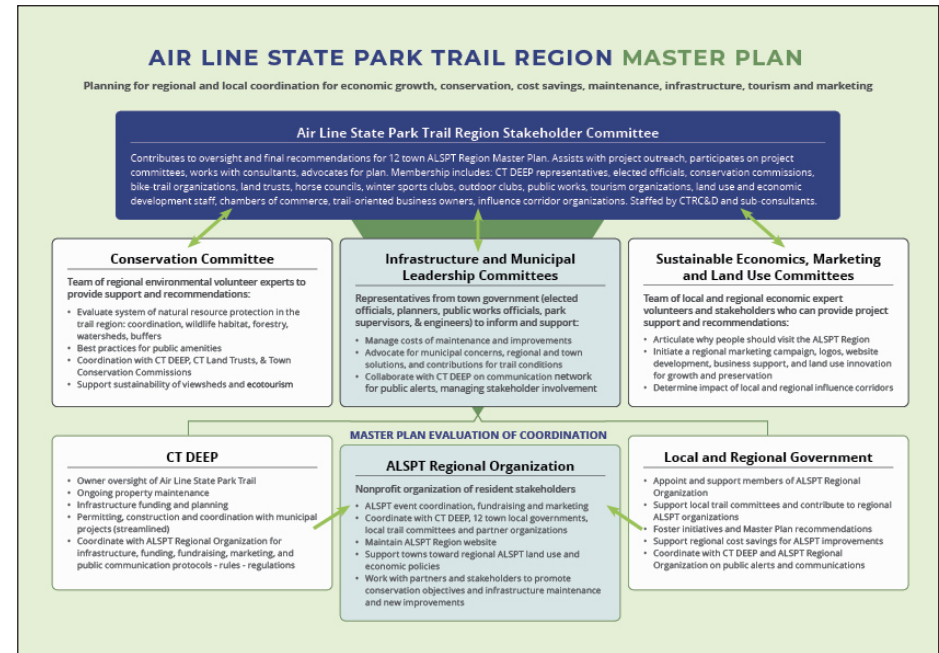 AIR LINE STATE PARK TRAIL REGION MASTER PLAN
Planning for regional and local coordination for economic growth, conservation, cost savings, maintenance, infrastructure, tourism and marketing
Air Line State Park Trail Region Stakeholder Committee
Contributes to oversight and final recommendations for 12 town ALSPT Region Master Plan. Assists with project outreach, participates on project
committees, works with consultants, advocates for plan. Membership includes: CT DEEP representatives, elected officials, conservation commissions,
bike-trail organizations, land trusts, horse councils, winter sports clubs, outdoor clubs, public works, tourism organizations, land use and economic
development staff, chambers of commerce, trail-oriented business owners, influence corridor organizations. Staffed by CTRC&D and sub-consultants.
Conservation Committee
Team of regional environmental volunteer experts to
provide support and recommendations:
• Evaluate system of natural resource protection in the
trail region: coordination, wildlife habitat, forestry,
watersheds, buffers
• Best practices for public amenities
• Coordination with CT DEEP, CT Land Trusts, & Town
Conservation Commissions
• Support sustainability of viewsheds and ecotourism
Infrastructure and Municipal
Leadership Committees
Representatives from town government (elected
officials, planners, public works officials, park
supervisors, & engineers) to inform and support:
• Manage costs of maintenance and improvements
• Advocate for municipal concerns, regional and town
solutions, and contributions for trail conditions
• Collaborate with CT DEEP on communication network
for public alerts, managing stakeholder involvement
Sustainable Economics, Marketing
and Land Use Committees
Team of local and regional economic expert
volunteers and stakeholders who can provide project
support and recommendations:
• Articulate why people should visit the ALSPT Region
• Initiate a regional marketing campaign, logos, website
development, business support, and land use innovation
for growth and preservation
• Determine impact of local and regional influence corridors
MASTER PLAN EVALUATION OF COORDINATION
CT DEEP
• Owner oversight of Air Line State Park Trail
• Ongoing property maintenance
• Infrastructure funding and planning
• Permitting, construction and coordination with municipal
projects (streamlined)
• Coordinate with ALSPT Regional Organization for
infrastructure, funding, fundraising, marketing, and
public communication protocols - rules - regulations
ALSPT Regional Organization
Nonprofit organization of resident stakeholders
• ALSPT event coordination, fundraising and marketing
• Coordinate with CT DEEP, 12 town local governments,
local trail committees and partner organizations
• Maintain ALSPT Region website
• Support towns toward regional ALSPT land use and
economic policies
• Work with partners and stakeholders to promote
conservation objectives and infrastructure maintenance
and new improvements
Local and Regional Government
• Appoint and support members of ALSPT Regional
Organization
• Support local trail committees and contribute to regional
ALSPT organizations
• Foster initiatives and Master Plan recommendations
• Support regional cost savings for ALSPT improvements
• Coordinate with CT DEEP and ALSPT Regional
Organization on public alerts and communications